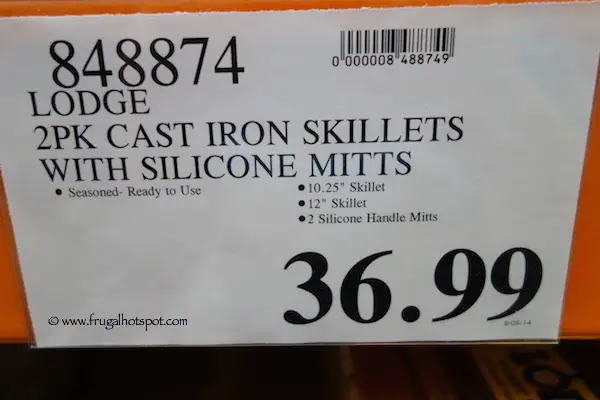 848874
0 000008 488749
LODGE
2PK CAST IRON SKILLETS
WITH SILICONE MITTS
• Seasoned- Ready to Use
• 10.25" Skillet
• 12" Skillet
• 2 Silicone Handle Mitts
36.99
© www.frugalhotspot.com